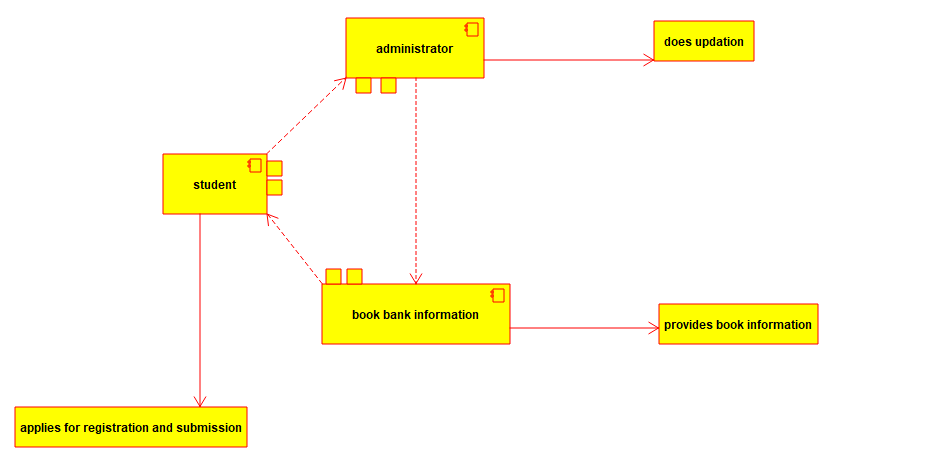 does updation
administrator
student
book bank information
provides book information
applies for registration and submission